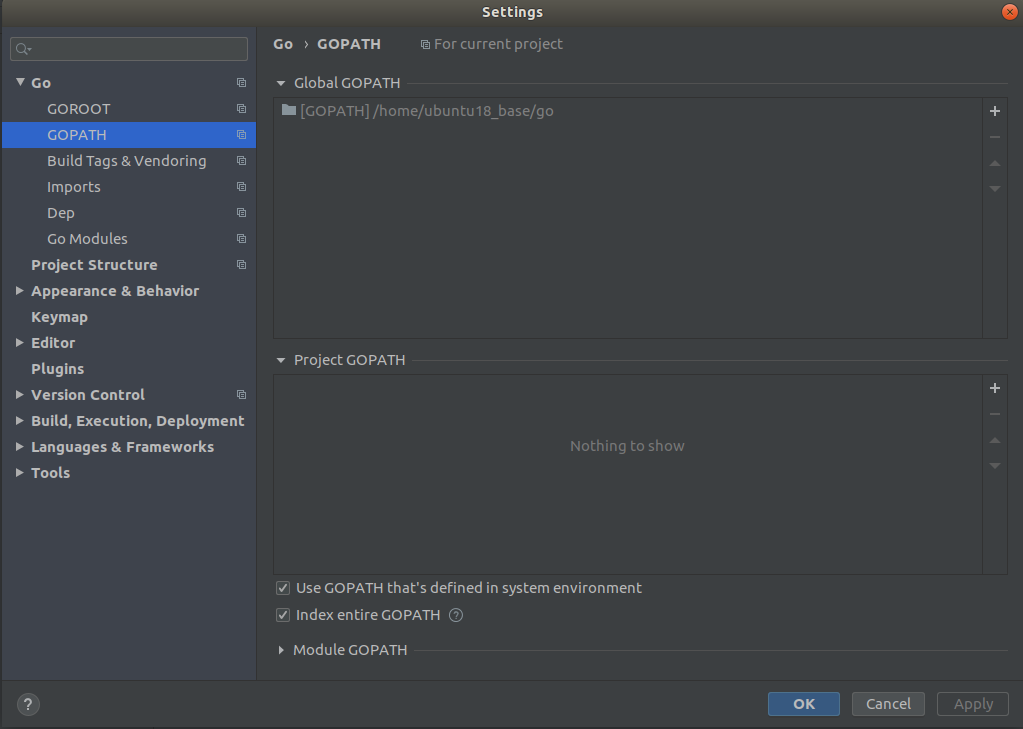 Settings
Go › GOPATH For current project
Go
GOROOT
GOPATH
Build Tags & Vendoring
Imports
Dep
Go Modules
Project Structure
Appearance & Behavior
Keymap
Editor
Plugins
Version Control
Build, Execution, Deployment
Languages & Frameworks
Tools
Global GOPATH
[GOPATH] /home/ubuntu18_base/go
Project GOPATH
Nothing to show
Use GOPATH that's defined in system environment
Index entire GOPATH ?
Module GOPATH
? OK Cancel Apply